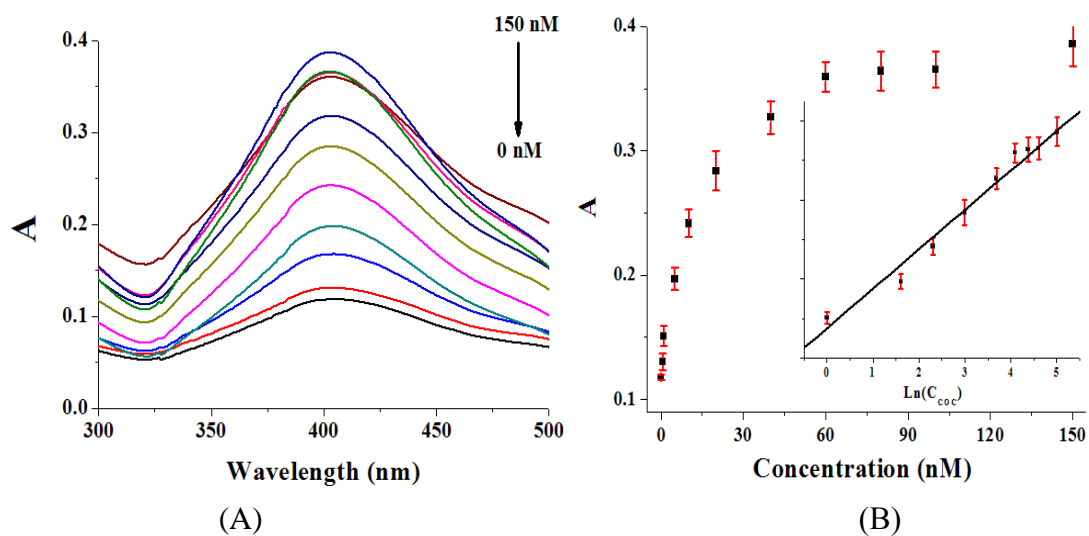 150 nM
0 nM
A
0.4
0.3
0.2
0.1
0.0
300 350 400 450 500
Wavelength (nm)
(A)
A
0.4
0.3
0.2
0.1
0 1 2 3 4 5
Ln(C_COC)
0 30 60 90 120 150
Concentration (nM)
(B)